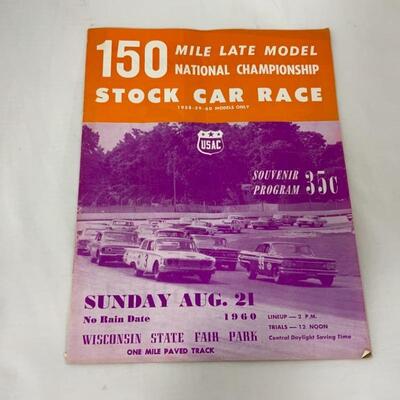 150 MILE LATE MODEL
NATIONAL CHAMPIONSHIP
STOCK CAR RACE
1958-59-60 MODELS ONLY
USAC
SOUVENIR
PROGRAM 35c
SUNDAY AUG. 21
No Rain Date 1960
WISCONSIN STATE FAIR PARK
ONE MILE PAVED TRACK
LINEUP — 2 P.M.
TRIALS — 12 NOON
Central Daylight Saving Time